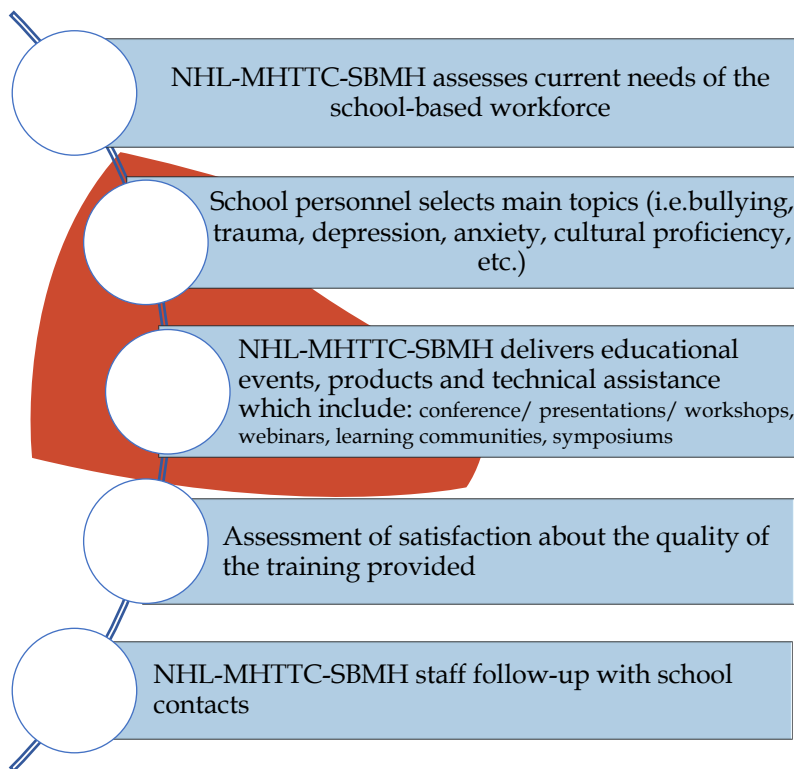 NHL-MHTTC-SBMH assesses current needs of the
school-based workforce
School personnel selects main topics (i.e.bullying,
trauma, depression, anxiety, cultural proficiency,
etc.)
NHL-MHTTC-SBMH delivers educational
events, products and technical assistance
which include: conference/ presentations/ workshops,
webinars, learning communities, symposiums
Assessment of satisfaction about the quality of
the training provided
NHL-MHTTC-SBMH staff follow-up with school
contacts